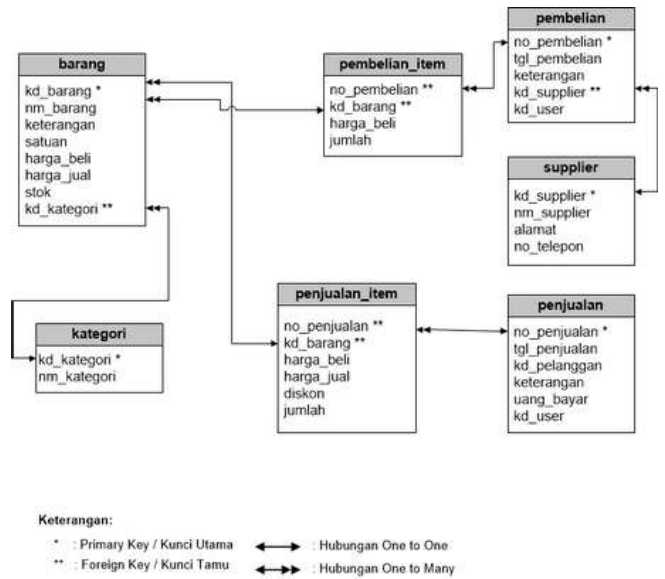 barang
kd_barang *
nm_barang
keterangan
satuan
harga_beli
harga_jual
stok
kd_kategori **
pembelian_item
no_pembelian **
kd_barang **
harga_beli
jumlah
pembelian
no_pembelian *
tgl_pembelian
keterangan
kd_supplier **
kd_user
supplier
kd_supplier *
nm_supplier
alamat
no_telepon
kategori
kd_kategori *
nm_kategori
penjualan_item
no_penjualan **
kd_barang **
harga_beli
harga_jual
diskon
jumlah
penjualan
no_penjualan *
tgl_penjualan
kd_pelanggan
keterangan
uang_bayar
kd_user
Keterangan:
* : Primary Key / Kunci Utama : Hubungan One to One
** : Foreign Key / Kunci Tamu : Hubungan One to Many